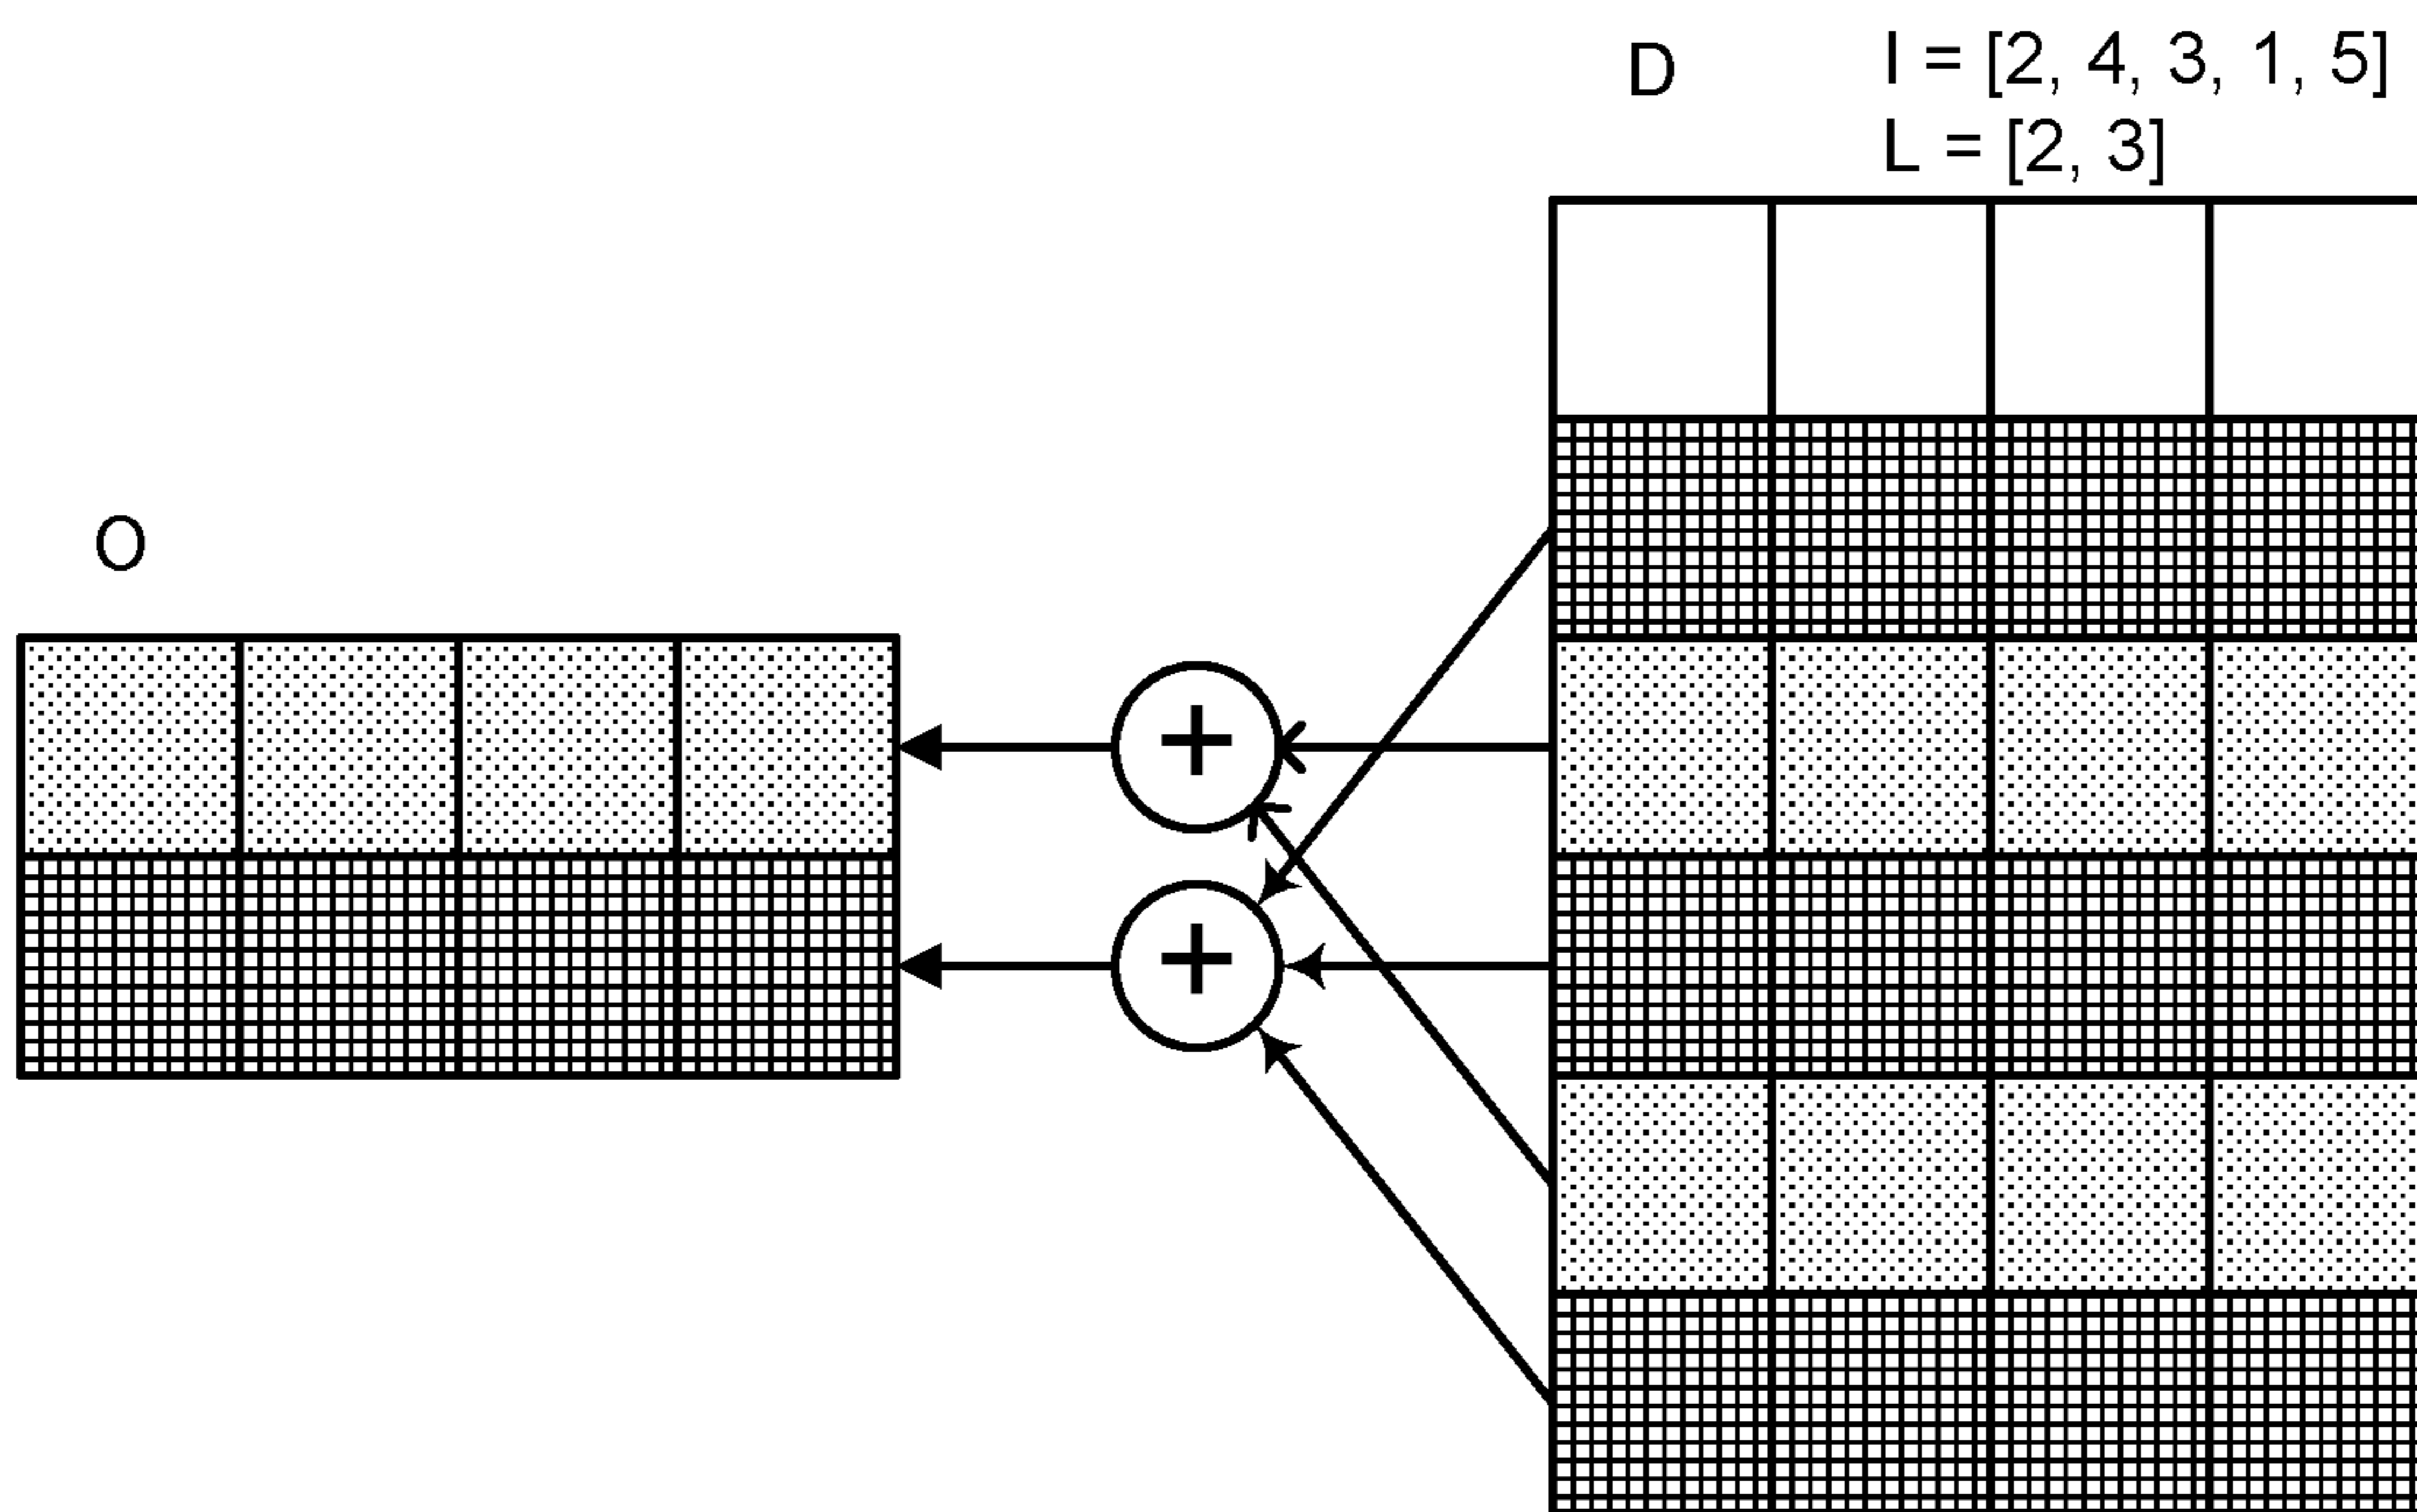 D
I = [2, 4, 3, 1, 5]
L = [2, 3]
O
+
+